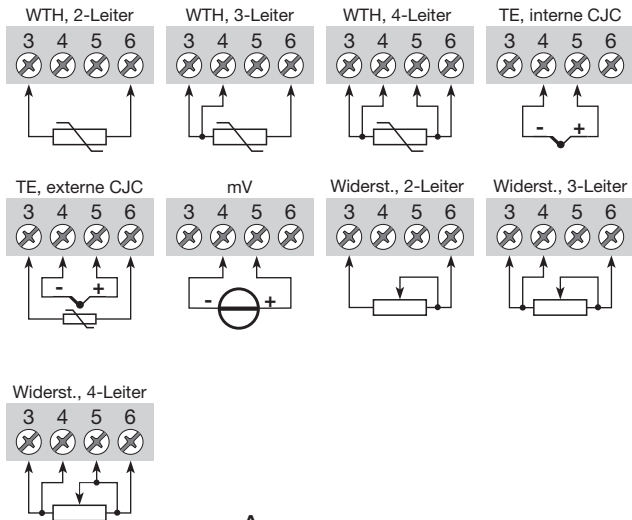 WTH, 2-Leiter
3 4 5 6
WTH, 3-Leiter
3 4 5 6
WTH, 4-Leiter
3 4 5 6
TE, interne CJC
3 4 5 6
- +
TE, externe CJC
3 4 5 6
- +
mV
3 4 5 6
- +
Widerst., 2-Leiter
3 4 5 6
Widerst., 3-Leiter
3 4 5 6
Widerst., 4-Leiter
3 4 5 6